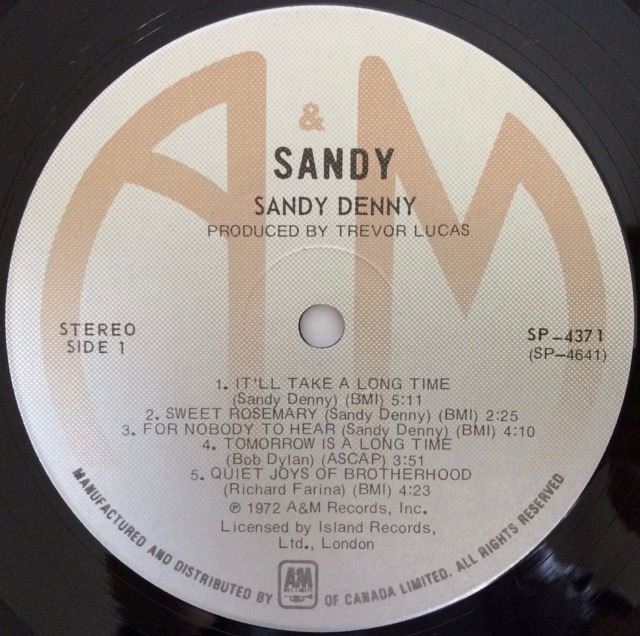 A&M
SANDY
SANDY DENNY
PRODUCED BY TREVOR LUCAS
STEREO
SIDE 1
SP-4371
(SP-4641)
1. IT'LL TAKE A LONG TIME
(Sandy Denny) (BMI) 5:11
2. SWEET ROSEMARY (Sandy Denny) (BMI) 2:25
3. FOR NOBODY TO HEAR (Sandy Denny) (BMI) 4:10
4. TOMORROW IS A LONG TIME
(Bob Dylan) (ASCAP) 3:51
5. QUIET JOYS OF BROTHERHOOD
(Richard Farina) (BMI) 4:23
℗ 1972 A&M Records, Inc.
Licensed by Island Records,
Ltd., London
MANUFACTURED AND DISTRIBUTED BY A&M RECORDS OF CANADA LIMITED. ALL RIGHTS RESERVED